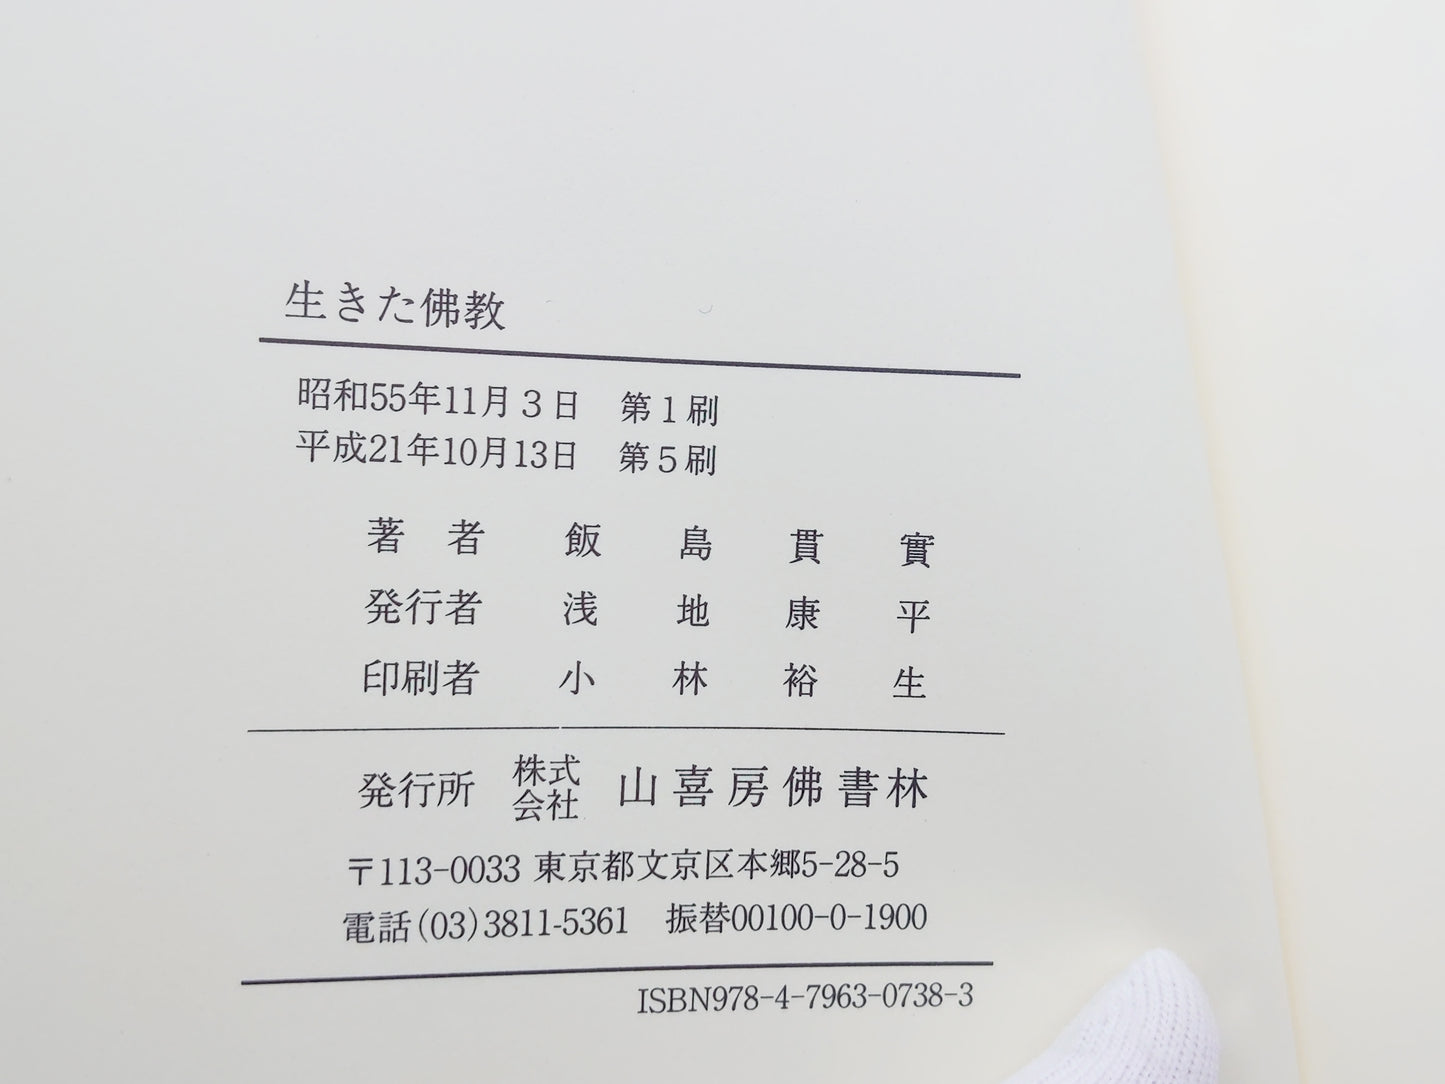 生きた佛教
昭和55年11月3日　第1刷
平成21年10月13日　第5刷
著　者　飯島貫實
発行者　浅地康平
印刷者　小林裕生
発行所　株式会社　山喜房佛書林
〒113-0033 東京都文京区本郷5-28-5
電話(03)3811-5361　振替00100-0-1900
ISBN978-4-7963-0738-3